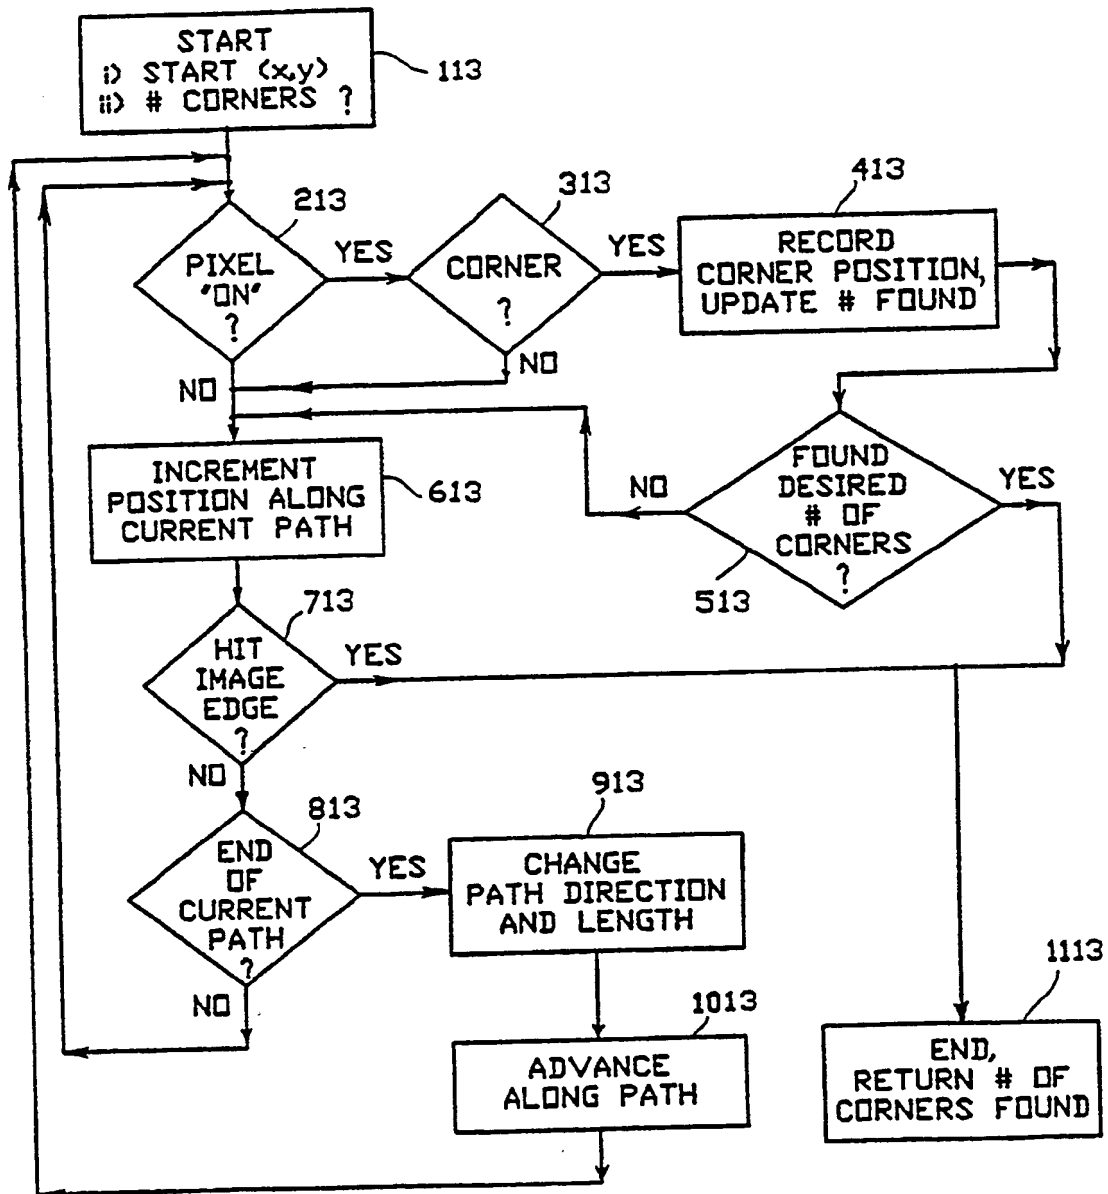 START
i) START (x,y)
ii) # CORNERS ?
113
213
PIXEL
"ON"
?
YES
NO
313
CORNER
?
YES
NO
413
RECORD
CORNER POSITION,
UPDATE # FOUND
FOUND
DESIRED
# OF
CORNERS
?
513
NO
YES
INCREMENT
POSITION ALONG
CURRENT PATH
613
713
HIT
IMAGE
EDGE
?
YES
NO
813
END
OF
CURRENT
PATH
?
YES
NO
913
CHANGE
PATH DIRECTION
AND LENGTH
1013
ADVANCE
ALONG PATH
1113
END,
RETURN # OF
CORNERS FOUND